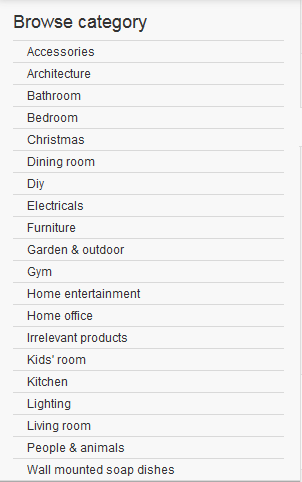 Browse category
Accessories
Architecture
Bathroom
Bedroom
Christmas
Dining room
Diy
Electricals
Furniture
Garden & outdoor
Gym
Home entertainment
Home office
Irrelevant products
Kids' room
Kitchen
Lighting
Living room
People & animals
Wall mounted soap dishes